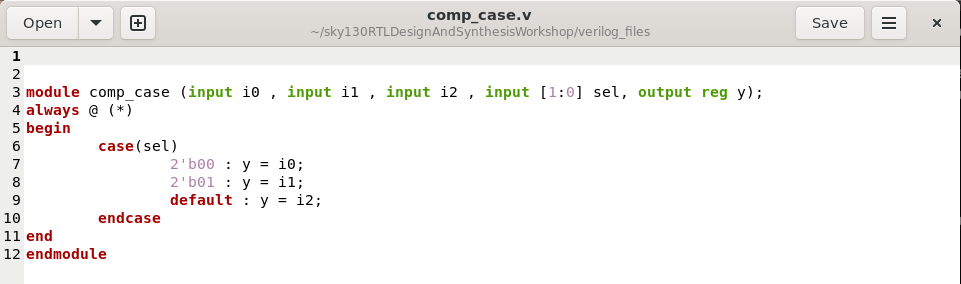 Open
comp_case.v
~/sky130RTLDesignAndSynthesisWorkshop/verilog_files
Save
1
2
3 module comp_case (input i0 , input i1 , input i2 , input [1:0] sel, output reg y);
4 always @ (*)
5 begin
6 case(sel)
7 2'b00 : y = i0;
8 2'b01 : y = i1;
9 default : y = i2;
10 endcase
11 end
12 endmodule